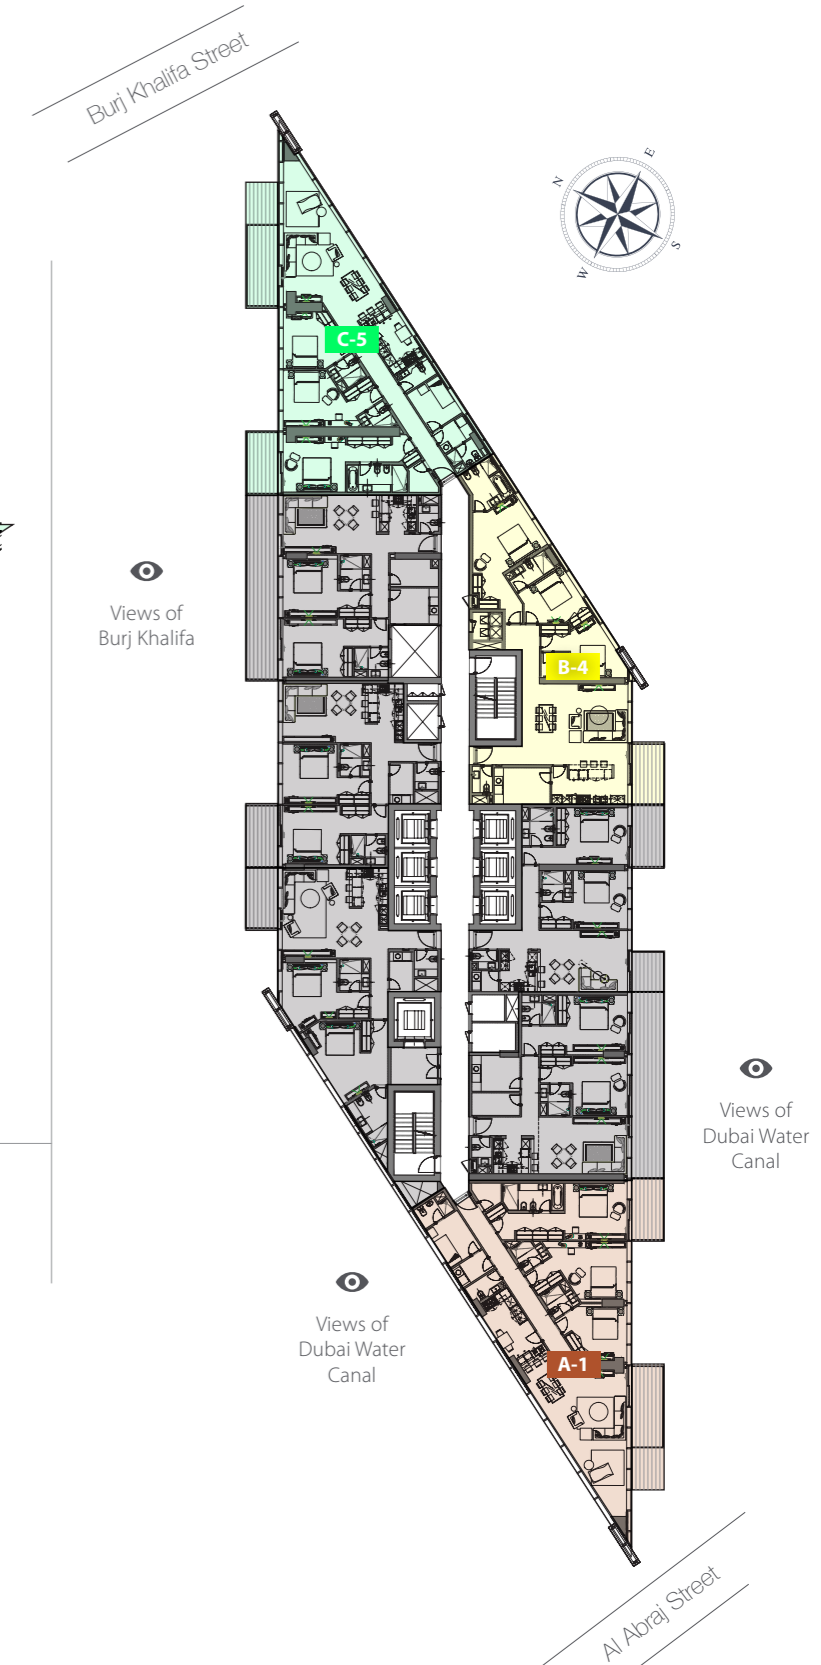 Burj Khalifa Street
N
E
W
S
C-5
Views of
Burj Khalifa
B-4
Views of
Dubai Water
Canal
Views of
Dubai Water
Canal
A-1
Al Abraj Street